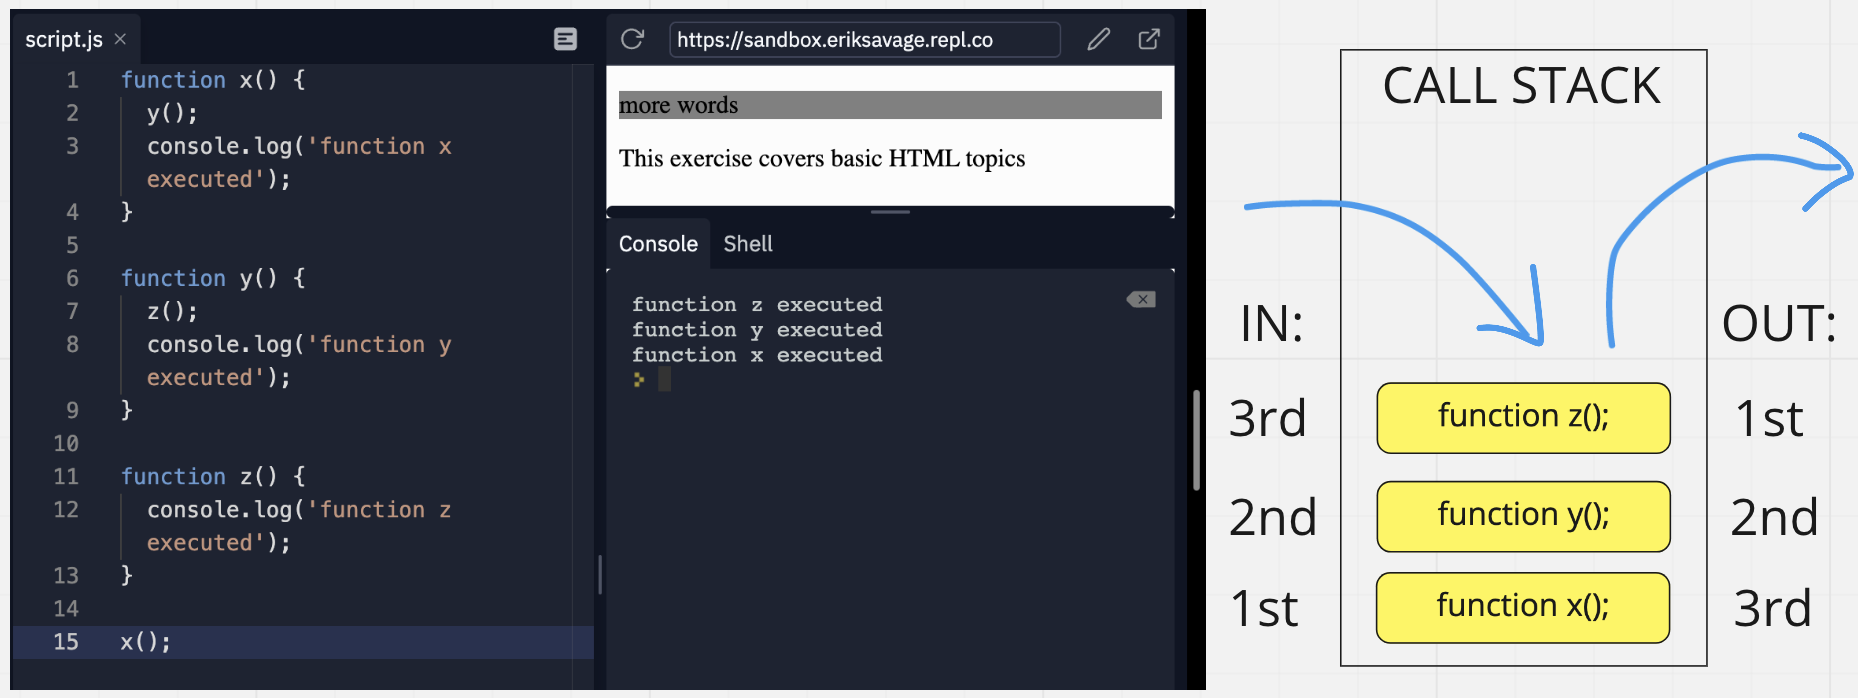 script.js
1 function x() {
2 y();
3 console.log('function x
executed');
4 }
5
6 function y() {
7 z();
8 console.log('function y
executed');
9 }
10
11 function z() {
12 console.log('function z
executed');
13 }
14
15 x();
https://sandbox.eriksavage.repl.co
more words
This exercise covers basic HTML topics
Console Shell
function z executed
function y executed
function x executed
CALL STACK
IN: OUT:
3rd function z(); 1st
2nd function y(); 2nd
1st function x(); 3rd